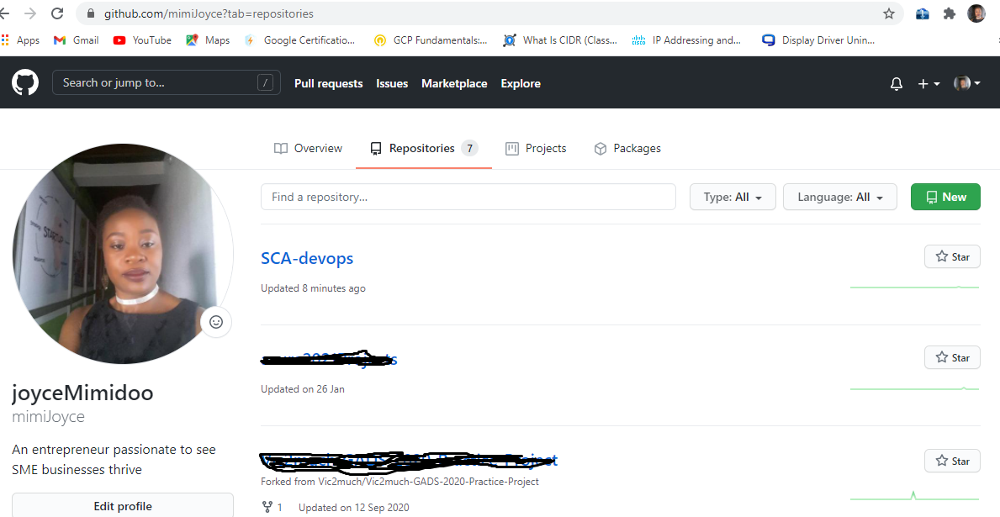 github.com/mimiJoyce?tab=repositories
Apps Gmail YouTube Maps Google Certificatio... GCP Fundamentals:... What Is CIDR (Class... IP Addressing and... Display Driver Unin...
Search or jump to... / Pull requests Issues Marketplace Explore
Overview Repositories 7 Projects Packages
Find a repository... Type: All Language: All New
START UP
SCA-devops Star
Updated 8 minutes ago
Star
Updated on 26 Jan
joyceMimidoo
mimiJoyce
An entrepreneur passionate to see
SME businesses thrive
Edit profile
Project Star
Forked from Vic2much/Vic2much-GADS-2020-Practice-Project
1 Updated on 12 Sep 2020